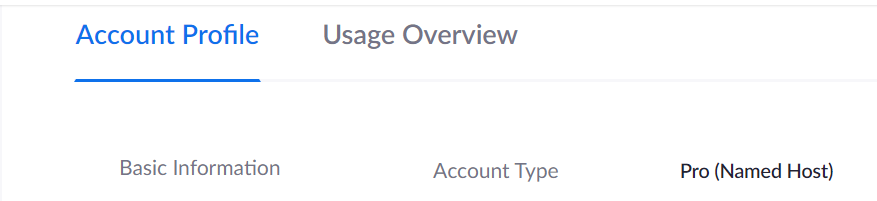 Account Profile Usage Overview
Basic Information Account Type Pro (Named Host)